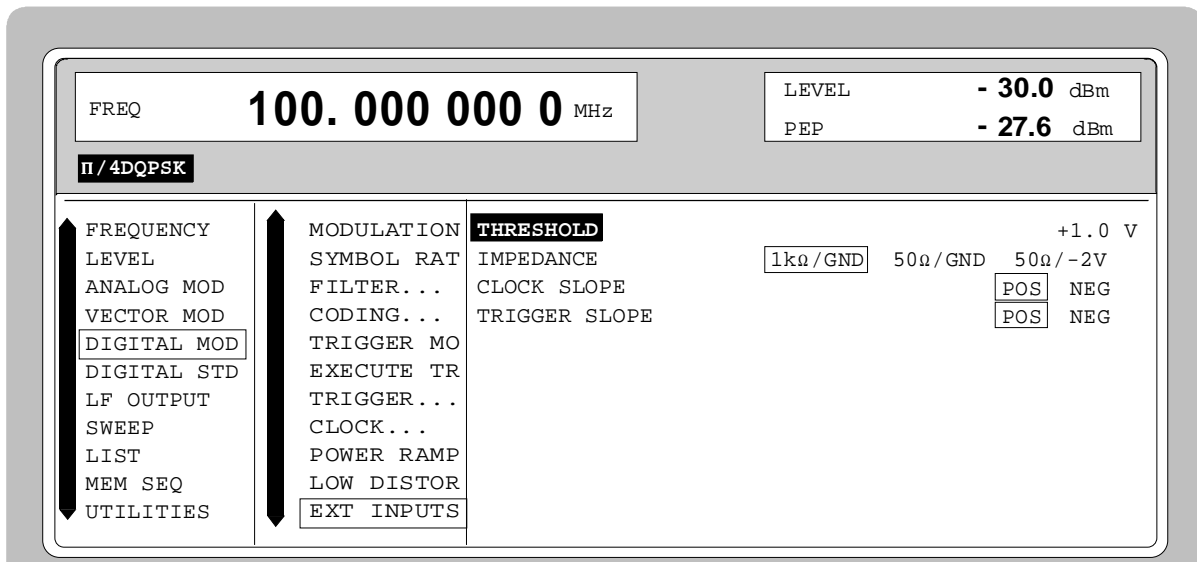 FREQ 100. 000 000 0 MHz
LEVEL - 30.0 dBm
PEP - 27.6 dBm
Π/4DQPSK
FREQUENCY
LEVEL
ANALOG MOD
VECTOR MOD
DIGITAL MOD
DIGITAL STD
LF OUTPUT
SWEEP
LIST
MEM SEQ
UTILITIES
MODULATION
SYMBOL RAT
FILTER...
CODING...
TRIGGER MO
EXECUTE TR
TRIGGER...
CLOCK...
POWER RAMP
LOW DISTOR
EXT INPUTS
THRESHOLD +1.0 V
IMPEDANCE 1kΩ/GND 50Ω/GND 50Ω/-2V
CLOCK SLOPE POS NEG
TRIGGER SLOPE POS NEG